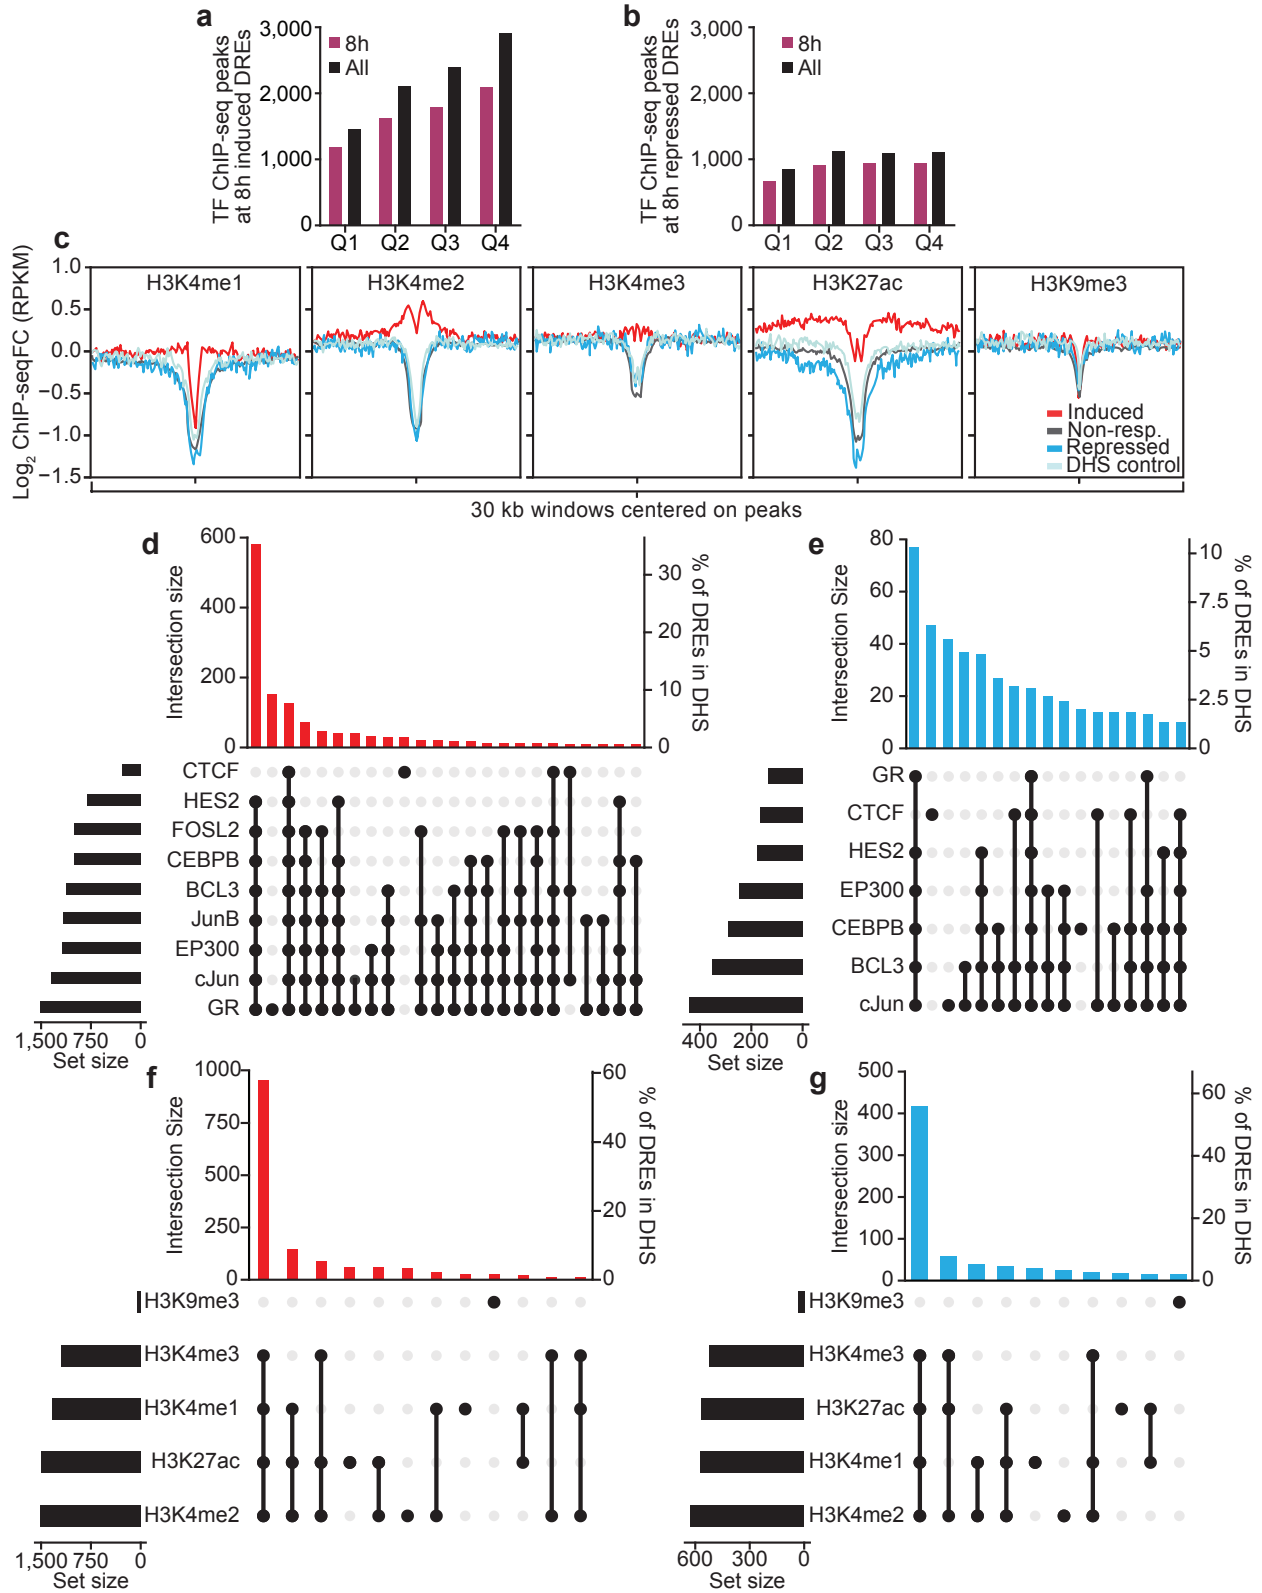 a
TF ChIP-seq peaks
at 8h induced DREs
3,000
2,000
1,000
0
8h
All
Q1 Q2 Q3 Q4
b
TF ChIP-seq peaks
at 8h repressed DREs
3,000
2,000
1,000
0
8h
All
Q1 Q2 Q3 Q4
c
Log2 ChIP-seqFC (RPKM)
1.0
0.5
0.0
−0.5
−1.0
−1.5
H3K4me1
H3K4me2
H3K4me3
H3K27ac
H3K9me3
Induced
Non-resp.
Repressed
DHS control
30 kb windows centered on peaks
d
Intersection size
600
400
200
0
% of DREs in DHS
30
20
10
0
CTCF
HES2
FOSL2
CEBPB
BCL3
JunB
EP300
cJun
GR
1,500 750 0
Set size
e
Intersection Size
80
60
40
20
0
% of DREs in DHS
10
7.5
5
2.5
0
GR
CTCF
HES2
EP300
CEBPB
BCL3
cJun
400 200 0
Set size
f
Intersection Size
1000
750
500
250
0
% of DREs in DHS
60
40
20
0
H3K9me3
H3K4me3
H3K4me1
H3K27ac
H3K4me2
1,500 750 0
Set size
g
Intersection size
500
400
300
200
100
0
% of DREs in DHS
60
40
20
0
H3K9me3
H3K4me3
H3K27ac
H3K4me1
H3K4me2
600 300 0
Set size